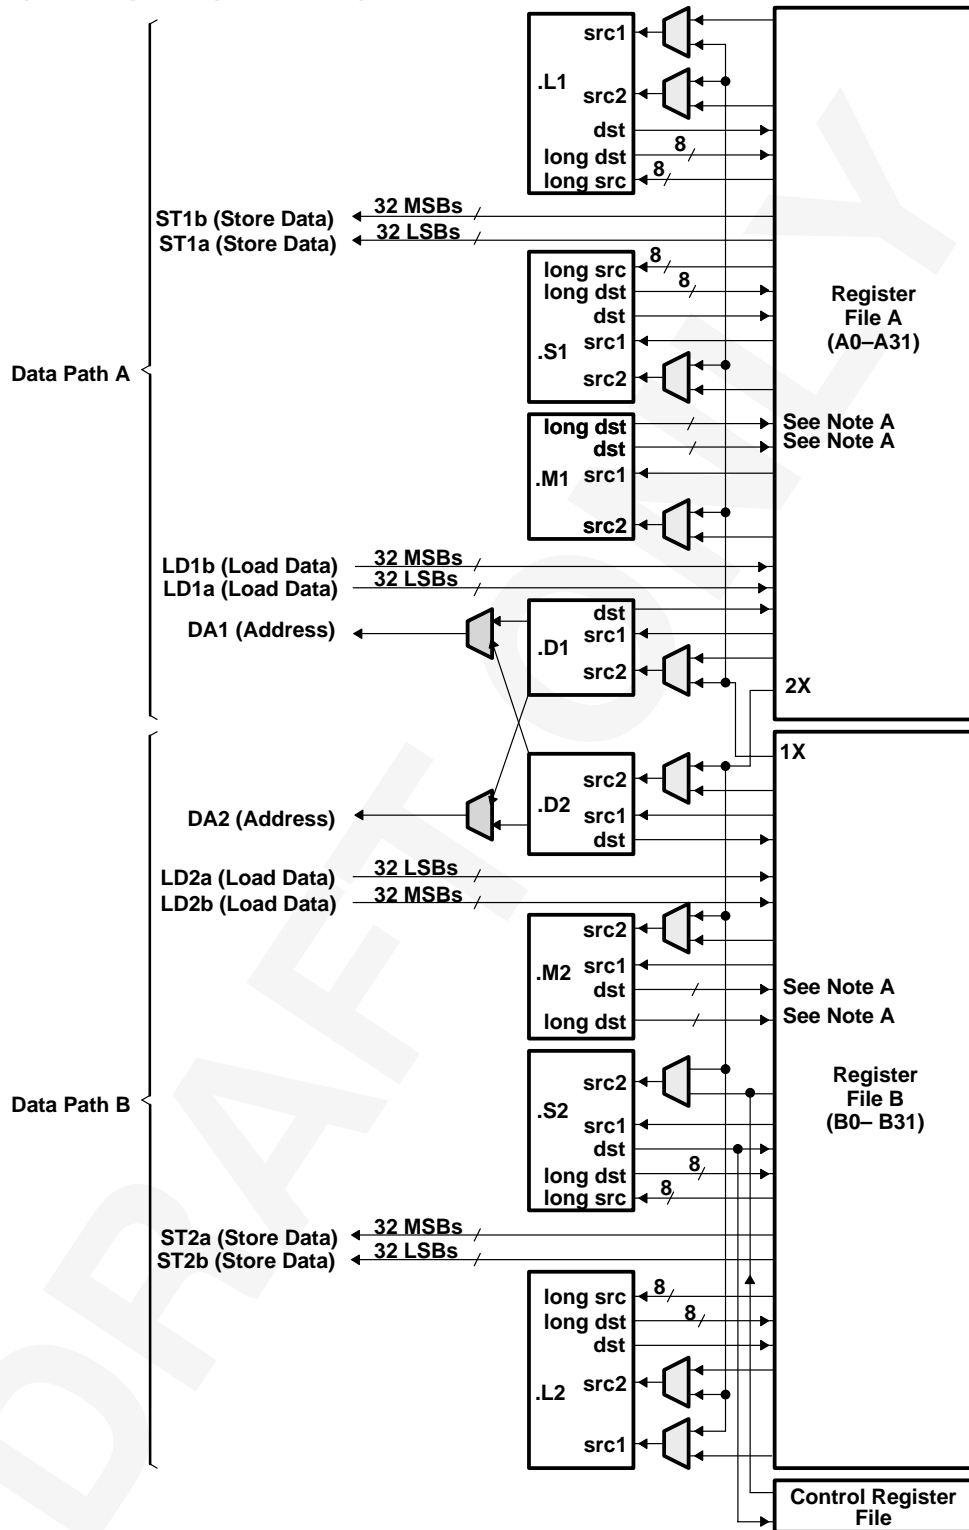 src1
.L1
src2
dst
long dst 8
long src 8
ST1b (Store Data) 32 MSBs
ST1a (Store Data) 32 LSBs
long src 8
long dst 8
dst
.S1
src1
src2
Register
File A
(A0–A31)
Data Path A
long dst See Note A
dst See Note A
.M1
src1
src2
LD1b (Load Data) 32 MSBs
LD1a (Load Data) 32 LSBs
DA1 (Address)
dst
.D1
src1
src2
2X
1X
src2
.D2
src1
dst
DA2 (Address)
LD2a (Load Data) 32 LSBs
LD2b (Load Data) 32 MSBs
src2
.M2
src1
dst See Note A
long dst See Note A
src2
.S2
src1
dst
long dst 8
long src 8
Register
File B
(B0– B31)
Data Path B
ST2a (Store Data) 32 MSBs
ST2b (Store Data) 32 LSBs
long src 8
long dst 8
dst
.L2
src2
src1
Control Register
File
DRAFT ONLY